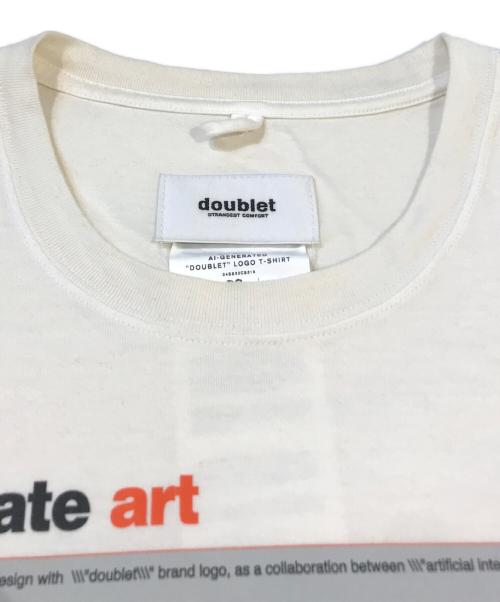 doublet
STRANGEST COMFORT
AI-GENERATED
"DOUBLET" LOGO T-SHIRT
ate art
esign with \\\"doublet\\\" brand logo, as a collaboration between \\\"artificial inte